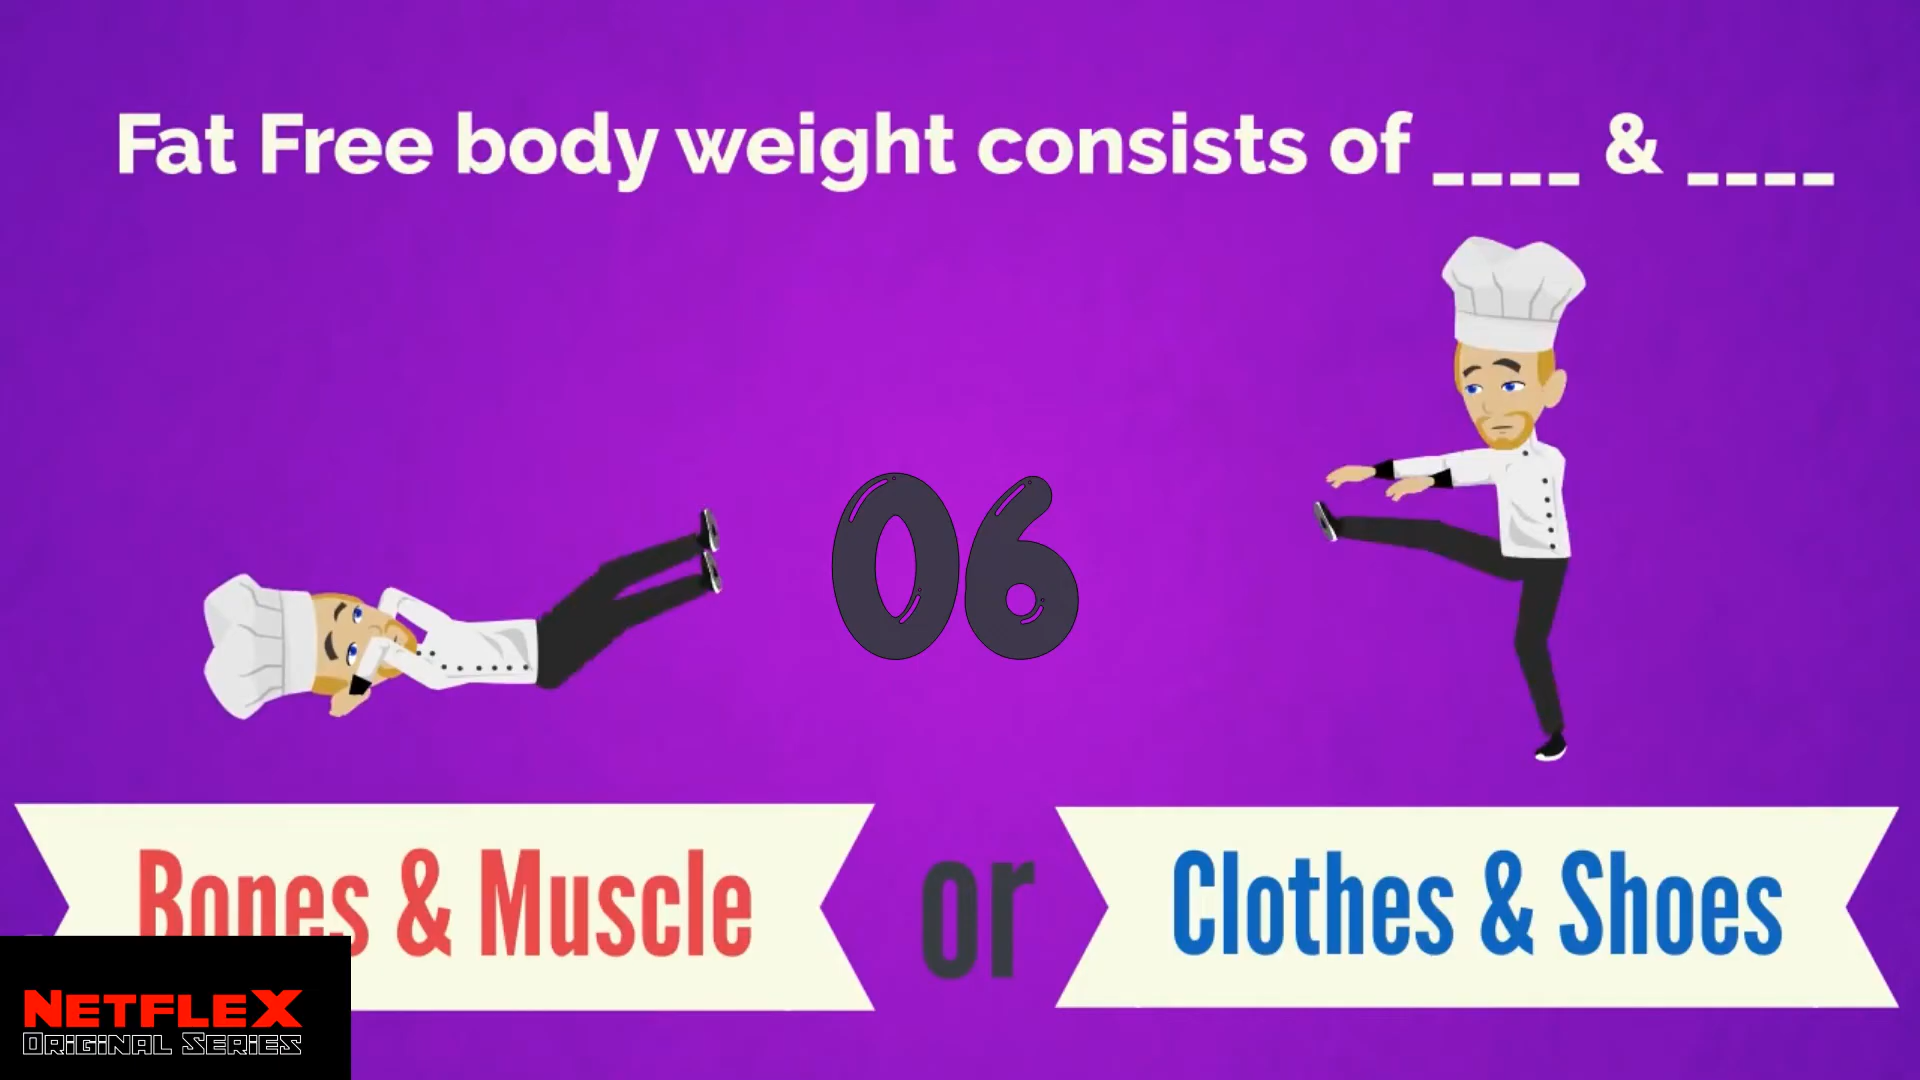 Fat Free body weight consists of ____ & ____
06
Bones & Muscle
or
Clothes & Shoes
NETFLEX
ORIGINAL SERIES